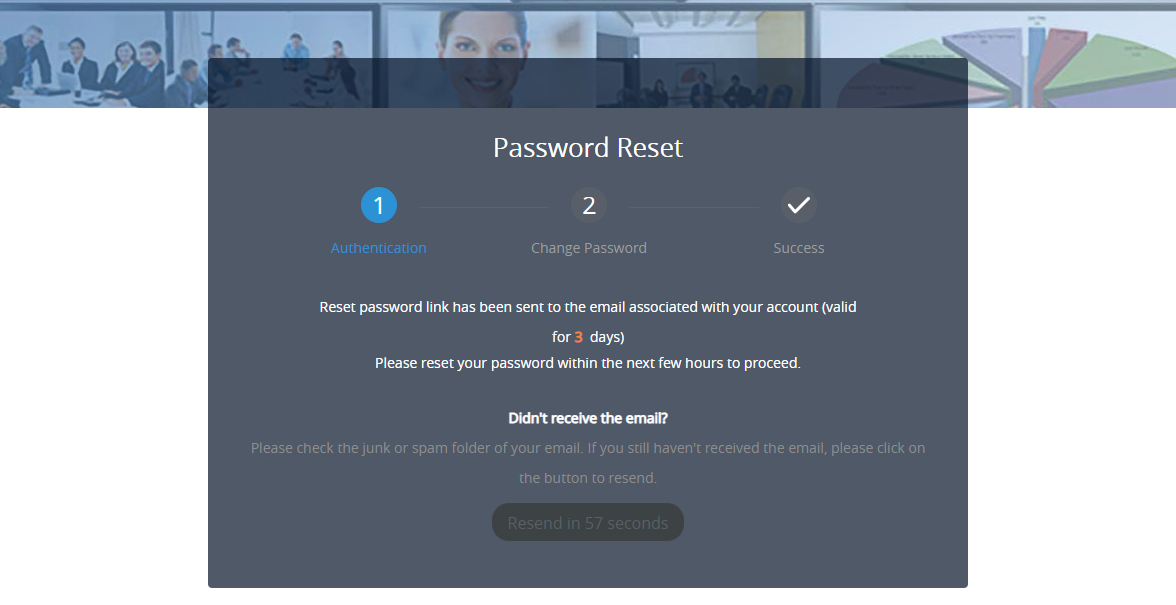 Password Reset
1
2
Authentication
Change Password
Success
Reset password link has been sent to the email associated with your account (valid
for 3 days)
Please reset your password within the next few hours to proceed.
Didn't receive the email?
Please check the junk or spam folder of your email. If you still haven't received the email, please click on
the button to resend.
Resend in 57 seconds